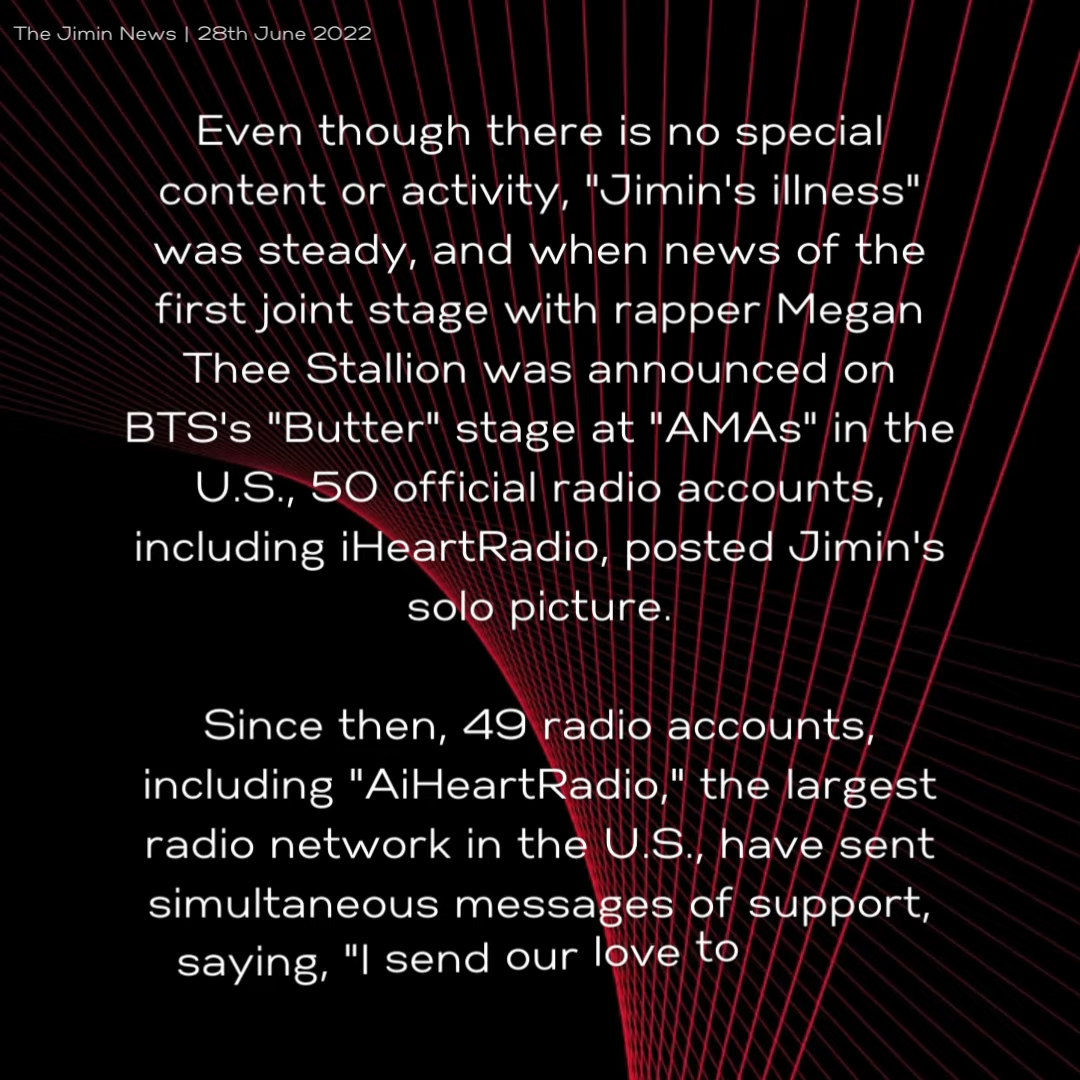 The Jimin News | 28th June 2022
Even though there is no special
content or activity, "Jimin's illness"
was steady, and when news of the
first joint stage with rapper Megan
Thee Stallion was announced on
BTS's "Butter" stage at "AMAs" in the
U.S., 50 official radio accounts,
including iHeartRadio, posted Jimin's
solo picture.
Since then, 49 radio accounts,
including "AiHeartRadio," the largest
radio network in the U.S., have sent
simultaneous messages of support,
saying, "I send our love to